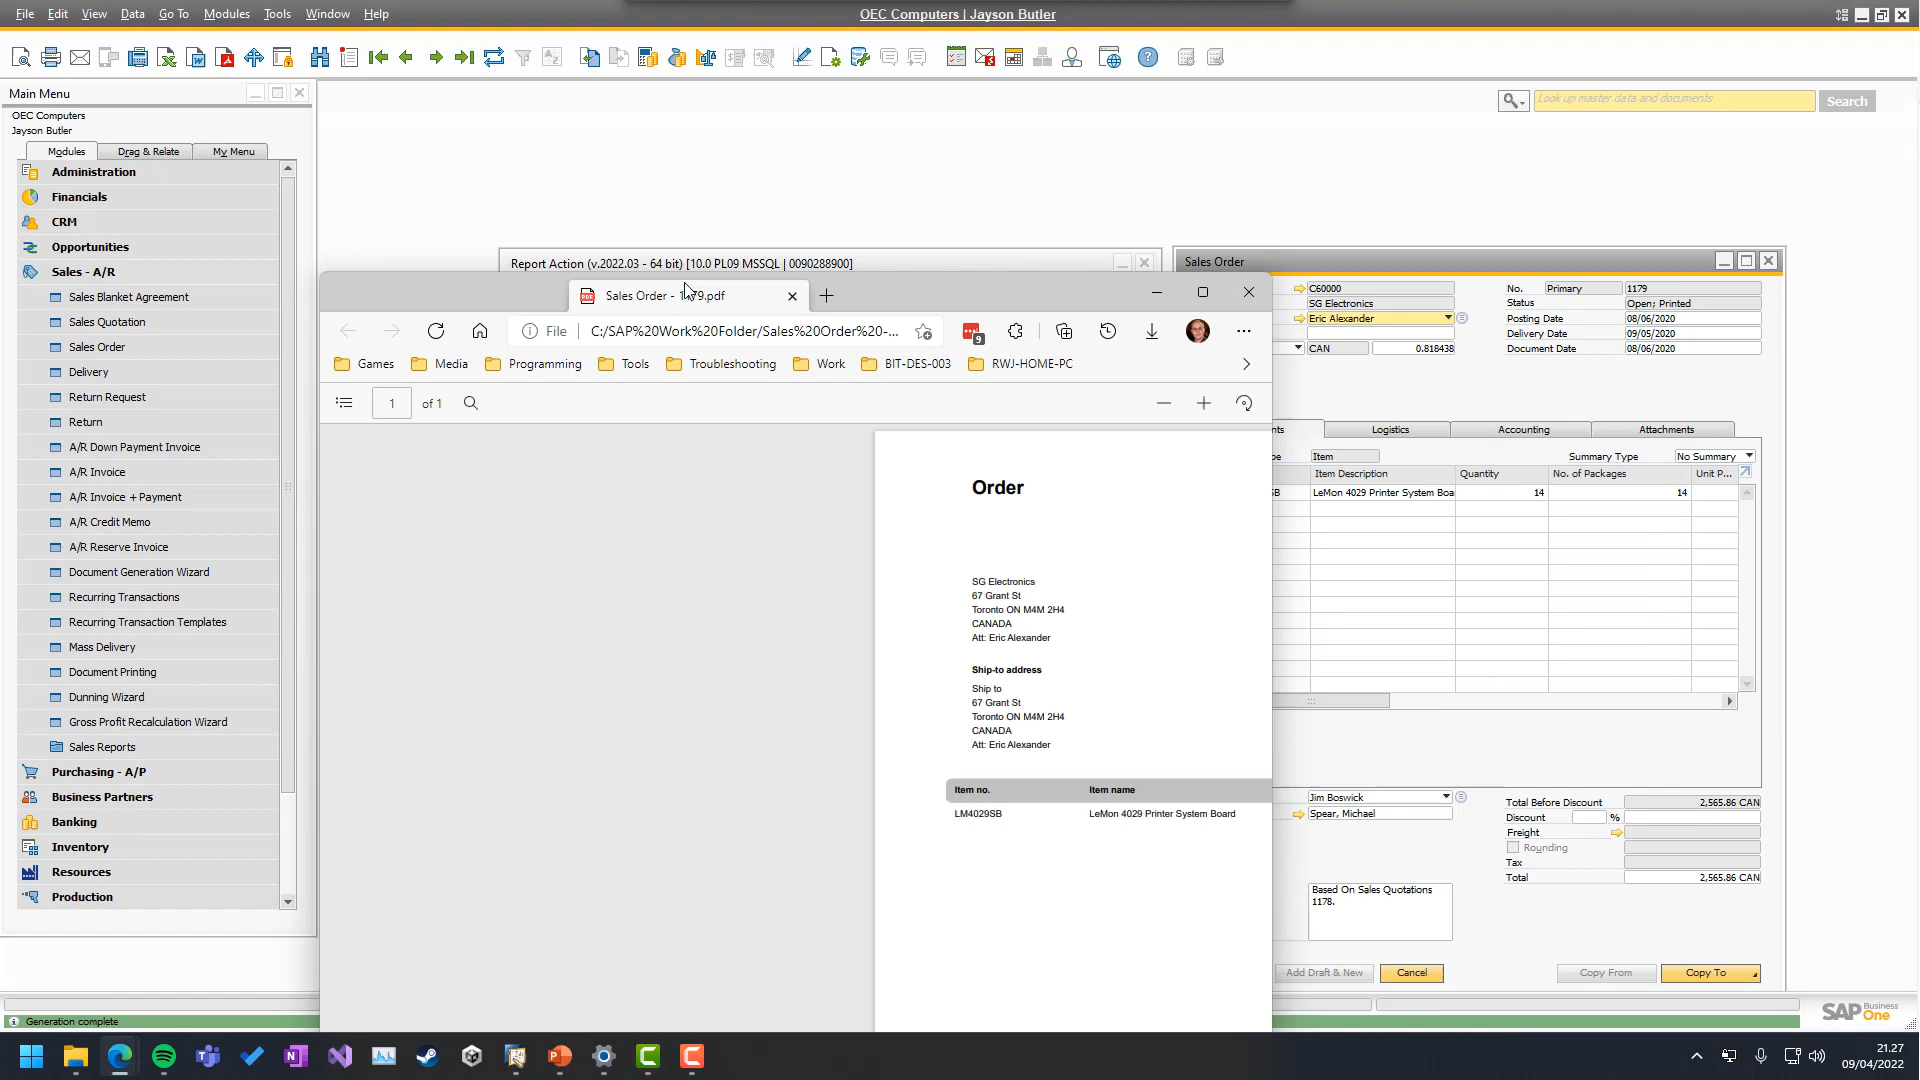 File Edit View Data Go To Modules Tools Window Help
OEC Computers | Jayson Butler
Main Menu
OEC Computers
Jayson Butler
Modules Drag & Relate My Menu
Administration
Financials
CRM
Opportunities
Sales - A/R
Sales Blanket Agreement
Sales Quotation
Sales Order
Delivery
Return Request
Return
A/R Down Payment Invoice
A/R Invoice
A/R Invoice + Payment
A/R Credit Memo
A/R Reserve Invoice
Document Generation Wizard
Recurring Transactions
Recurring Transaction Templates
Mass Delivery
Document Printing
Dunning Wizard
Gross Profit Recalculation Wizard
Sales Reports
Purchasing - A/P
Business Partners
Banking
Inventory
Resources
Production
Look up master data and documents Search
Report Action (v.2022.03 - 64 bit) [10.0 PL09 MSSQL | 0090288900]
Sales Order - 1179.pdf
File C:/SAP%20Work%20Folder/Sales%20Order%20-...
9
Games Media Programming Tools Troubleshooting Work BIT-DES-003 RWJ-HOME-PC
1 of 1
Order
SG Electronics
67 Grant St
Toronto ON M4M 2H4
CANADA
Att: Eric Alexander
Ship-to address
Ship to
67 Grant St
Toronto ON M4M 2H4
CANADA
Att: Eric Alexander
Item no. Item name
LM4029SB LeMon 4029 Printer System Board
Sales Order
C60000 No. Primary 1179
SG Electronics Status Open; Printed
Eric Alexander Posting Date 08/06/2020
Delivery Date 09/05/2020
CAN 0.818438 Document Date 08/06/2020
nts Logistics Accounting Attachments
pe Item Summary Type No Summary
Item Description Quantity No. of Packages Unit P...
SB LeMon 4029 Printer System Boa 14 14
Jim Boswick
Spear, Michael
Total Before Discount 2,565.86 CAN
Discount %
Freight
Rounding
Tax
Total 2,565.86 CAN
Based On Sales Quotations
1178.
Add Draft & New Cancel Copy From Copy To
Generation complete
SAP Business One
21.27
09/04/2022